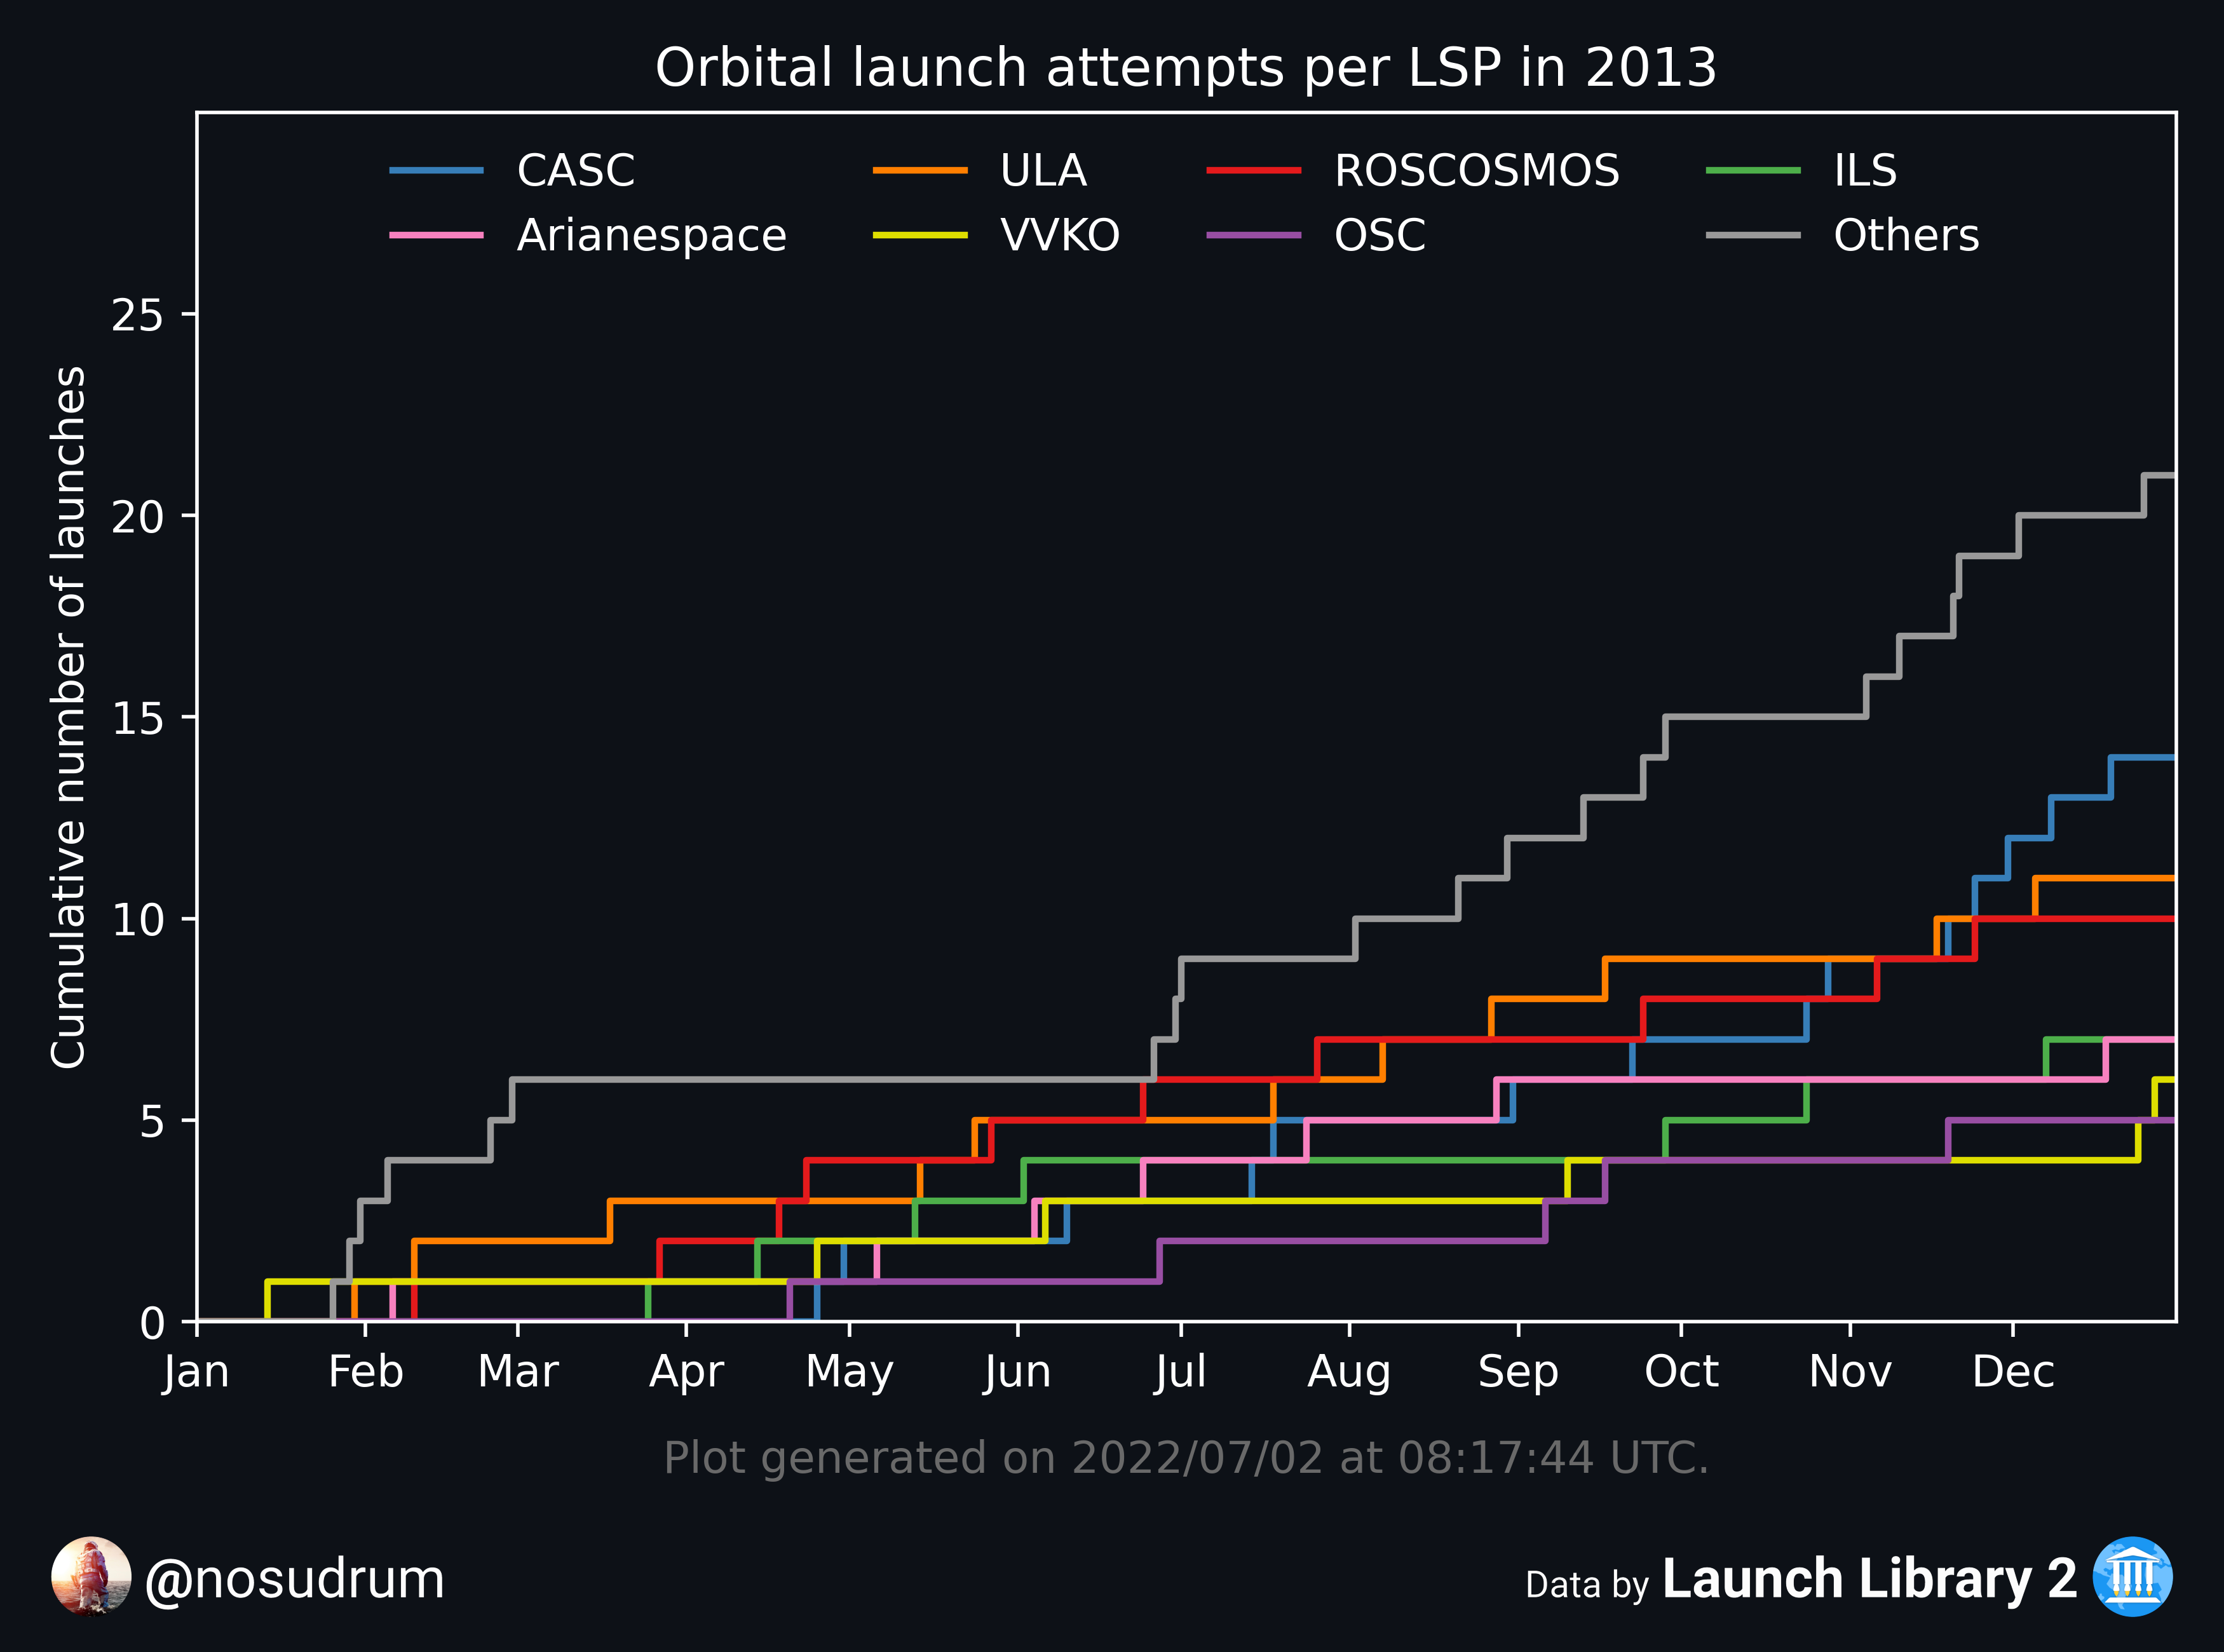 Orbital launch attempts per LSP in 2013
CASC ULA ROSCOSMOS ILS
Arianespace VVKO OSC Others
Cumulative number of launches
25
20
15
10
5
0
Jan Feb Mar Apr May Jun Jul Aug Sep Oct Nov Dec
Plot generated on 2022/07/02 at 08:17:44 UTC.
@nosudrum
Data by Launch Library 2